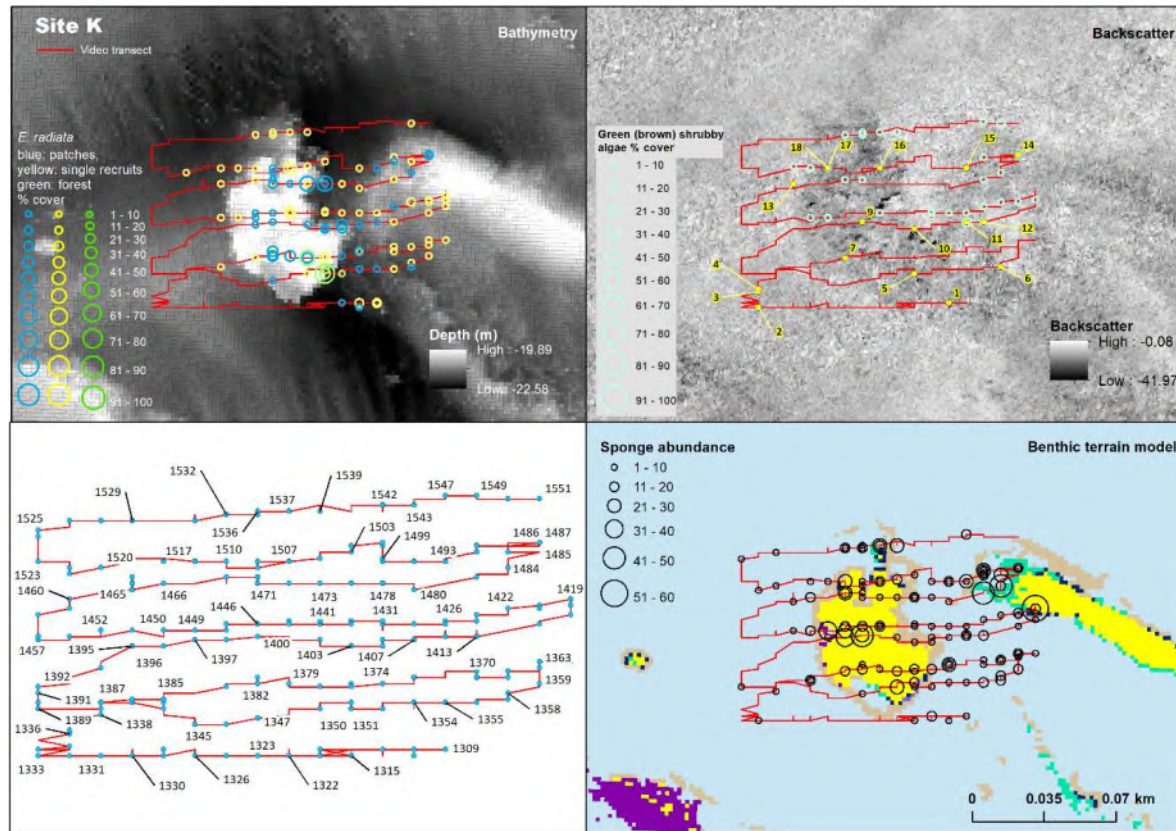 Site K
Video transect
Bathymetry
E. radiata
blue: patches,
yellow: single recruits
green: forest
% cover
1 - 10
11 - 20
21 - 30
31 - 40
41 - 50
51 - 60
61 - 70
71 - 80
81 - 90
91 - 100
Depth (m)
High : -19.89
Low : -22.58
Backscatter
Green (brown) shrubby
algae % cover
1 - 10
11 - 20
21 - 30
31 - 40
41 - 50
51 - 60
61 - 70
71 - 80
81 - 90
91 - 100
18
17
16
15
14
13
9
12
11
10
7
4
3
5
6
1
2
Backscatter
High : -0.08
Low : -41.97
1532
1539
1529
1537
1542
1547
1549
1551
1525
1536
1543
1503
1499
1486
1487
1520
1517
1510
1507
1493
1485
1523
1484
1460
1465
1466
1471
1473
1478
1480
1419
1446
1441
1431
1426
1422
1452
1450
1449
1457
1395
1396
1397
1400
1403
1407
1413
1392
1379
1374
1370
1363
1391
1387
1385
1382
1359
1389
1358
1336
1338
1345
1347
1350
1351
1354
1355
1333
1331
1330
1326
1323
1322
1315
1309
Sponge abundance
1 - 10
11 - 20
21 - 30
31 - 40
41 - 50
51 - 60
Benthic terrain model
0 0.035 0.07 km